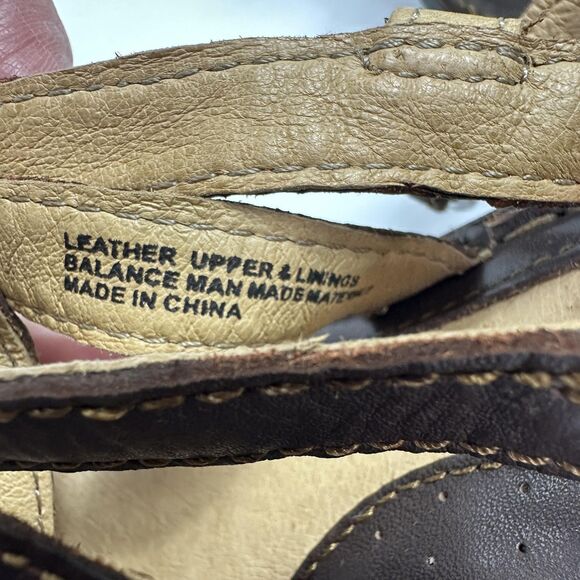 LEATHER UPPER & LININGS
BALANCE MAN MADE
MADE IN CHINA